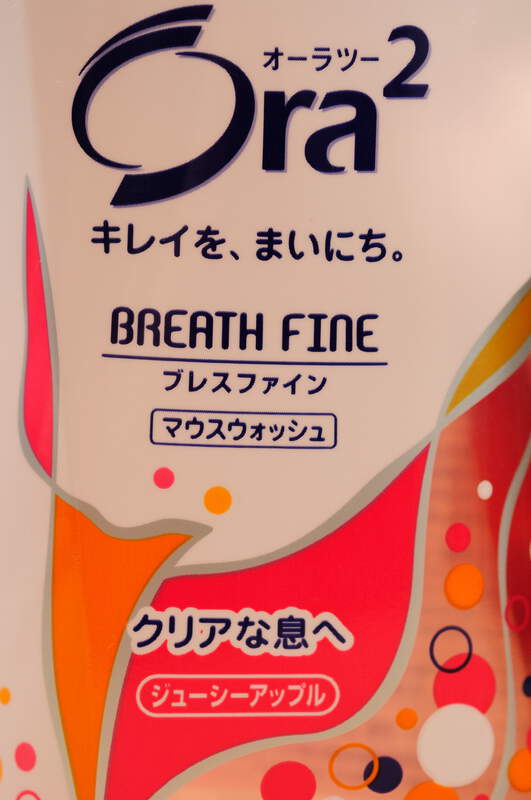 オーラツー
Ora²
キレイを、まいにち。
BREATH FINE
ブレスファイン
マウスウォッシュ
クリアな息へ
ジューシーアップル